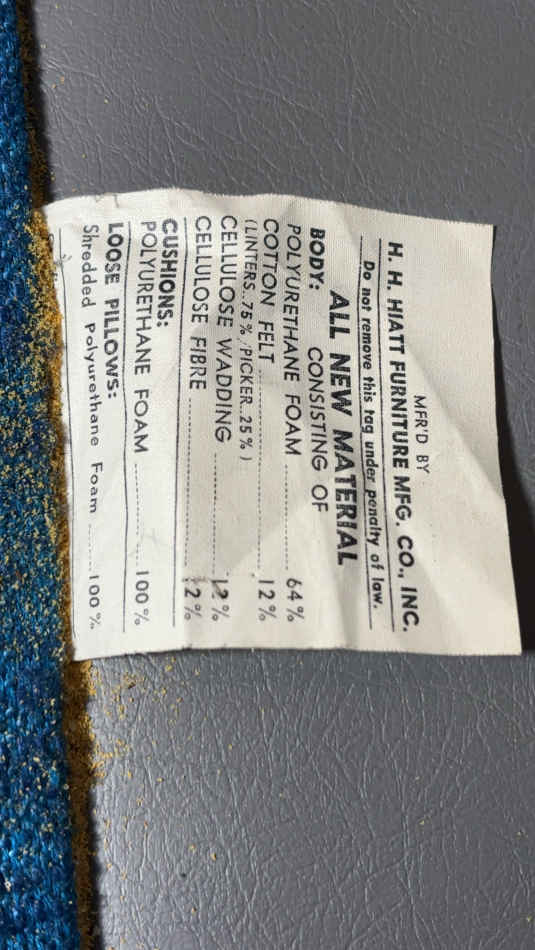 MFR'D BY
H. H. HIATT FURNITURE MFG. CO., INC.
Do not remove this tag under penalty of law.
ALL NEW MATERIAL
BODY: CONSISTING OF
POLYURETHANE FOAM ........ 64%
COTTON FELT ........ 12%
(LINTERS..75%;PICKER..25%)
CELLULOSE WADDING ........ 12%
CELLULOSE FIBRE ........ 12%
CUSHIONS:
POLYURETHANE FOAM ........ 100%
LOOSE PILLOWS:
Shredded Polyurethane Foam ........ 100%